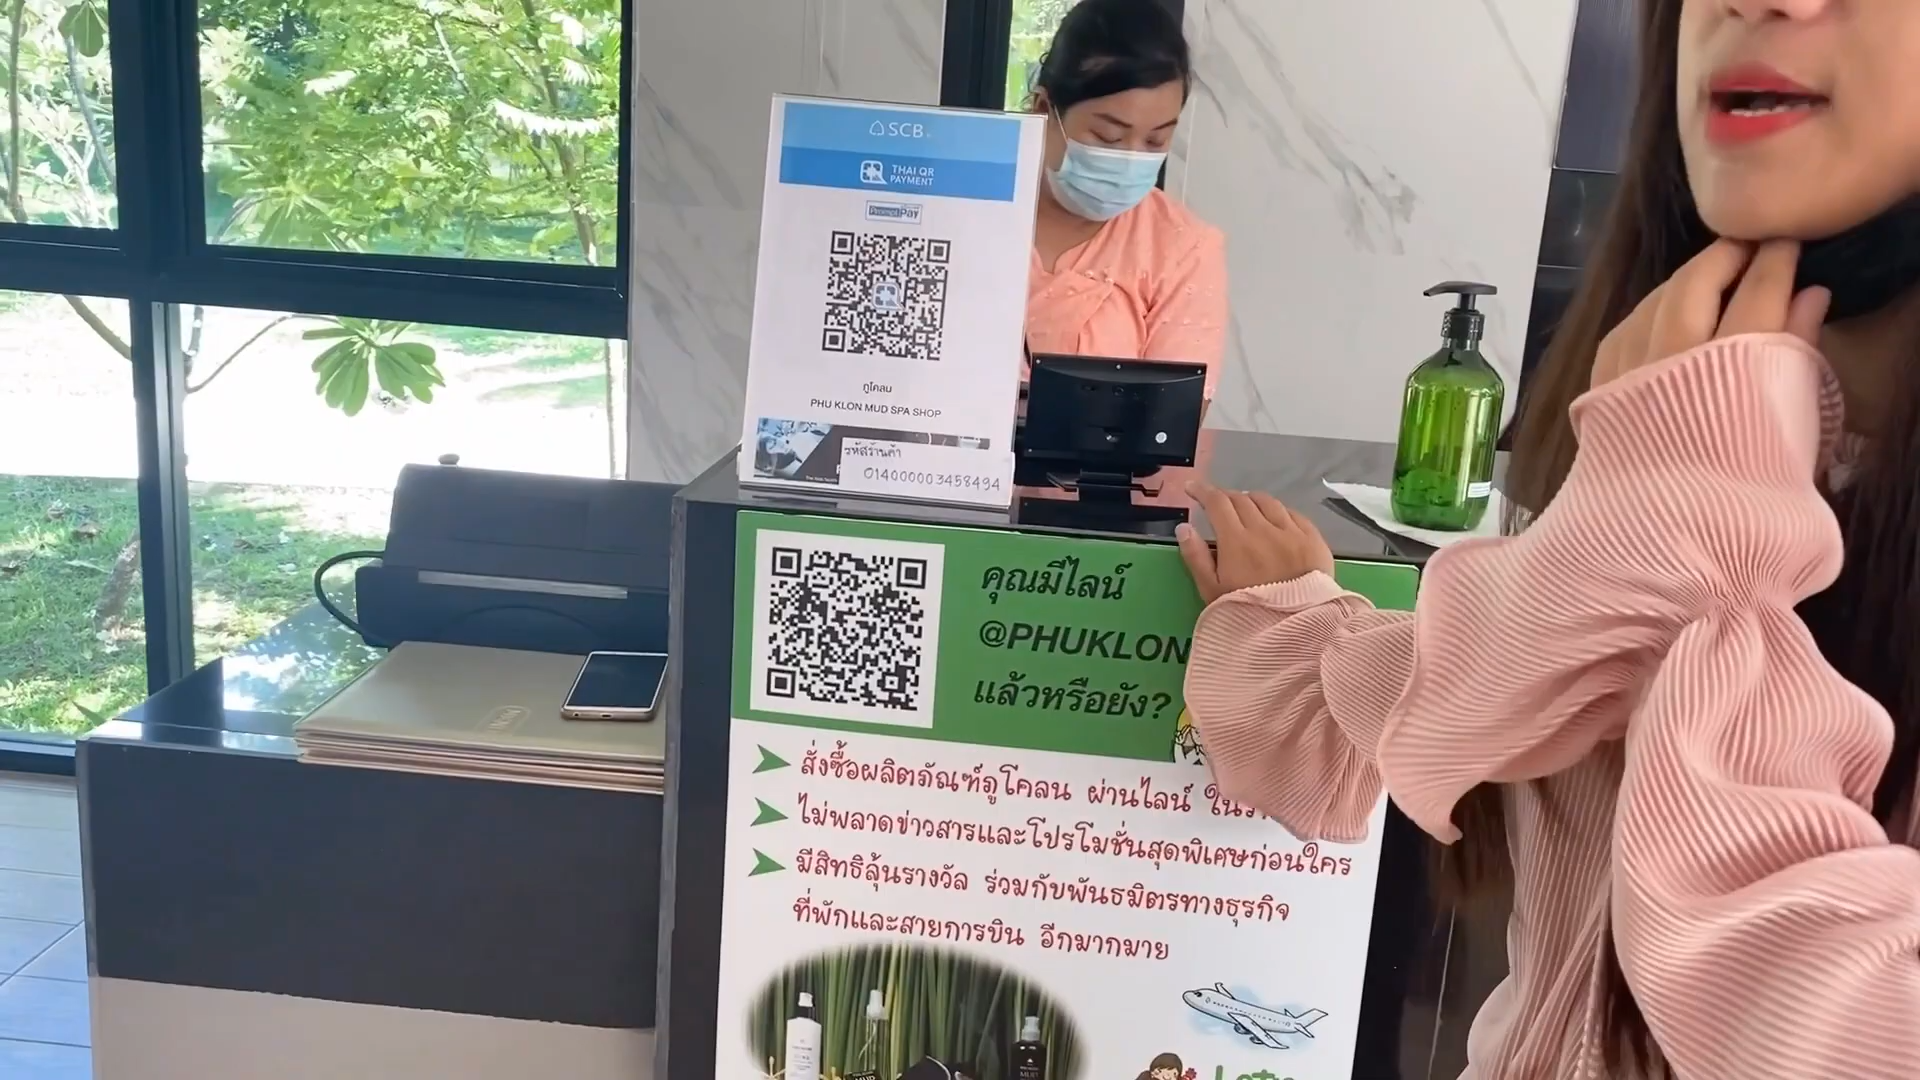 SCB
THAI QR
PAYMENT
PromptPay
ภูโคลน
PHU KLON MUD SPA SHOP
รหัสร้านค้า
014000003458494
คุณมีไลน์
@PHUKLON
แล้วหรือยัง?
สั่งซื้อผลิตภัณฑ์ภูโคลน ผ่านไลน์
ไม่พลาดข่าวสารและโปรโมชั่นสุดพิเศษก่อนใคร
มีสิทธิลุ้นรางวัล ร่วมกับพันธมิตรทางธุรกิจ
ที่พักและสายการบิน อีกมากมาย
MUD
MUD